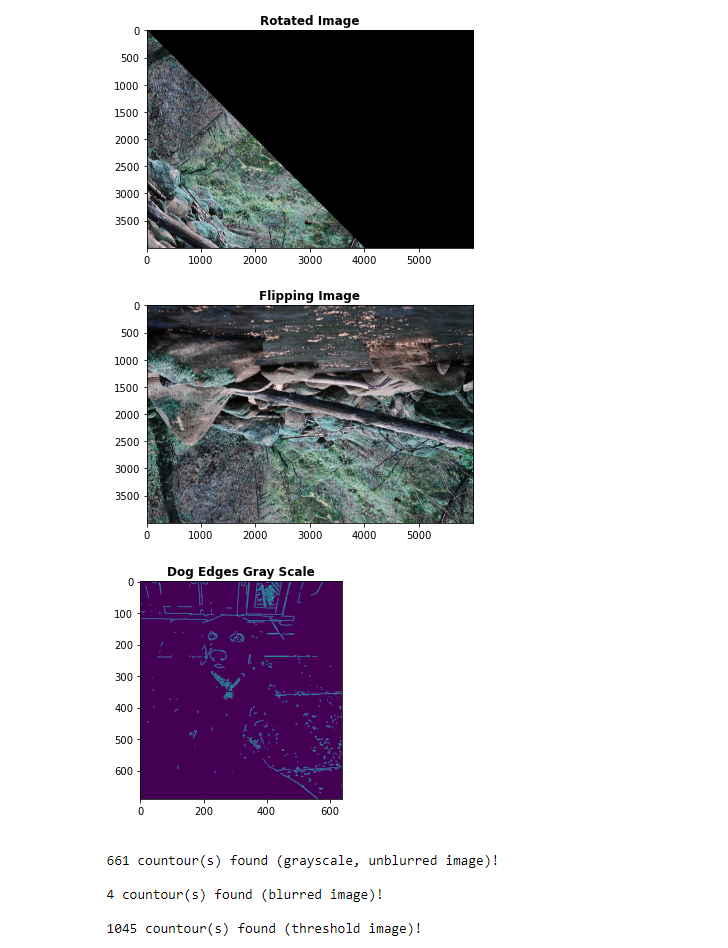 Rotated Image
0
500
1000
1500
2000
2500
3000
3500
0 1000 2000 3000 4000 5000
Flipping Image
0
500
1000
1500
2000
2500
3000
3500
0 1000 2000 3000 4000 5000
Dog Edges Gray Scale
0
100
200
300
400
500
600
0 200 400 600
661 countour(s) found (grayscale, unblurred image)!
4 countour(s) found (blurred image)!
1045 countour(s) found (threshold image)!